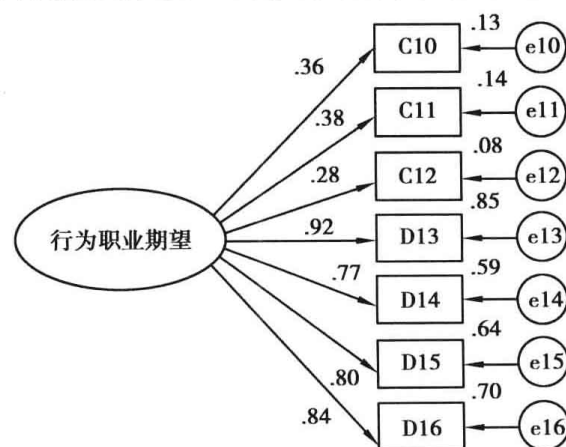 .13
.36 C10 e10
.14
.38 C11 e11
.08
.28 C12 e12
.85
行为职业期望 .92 D13 e13
.59
.77 D14 e14
.64
.80 D15 e15
.70
.84 D16 e16